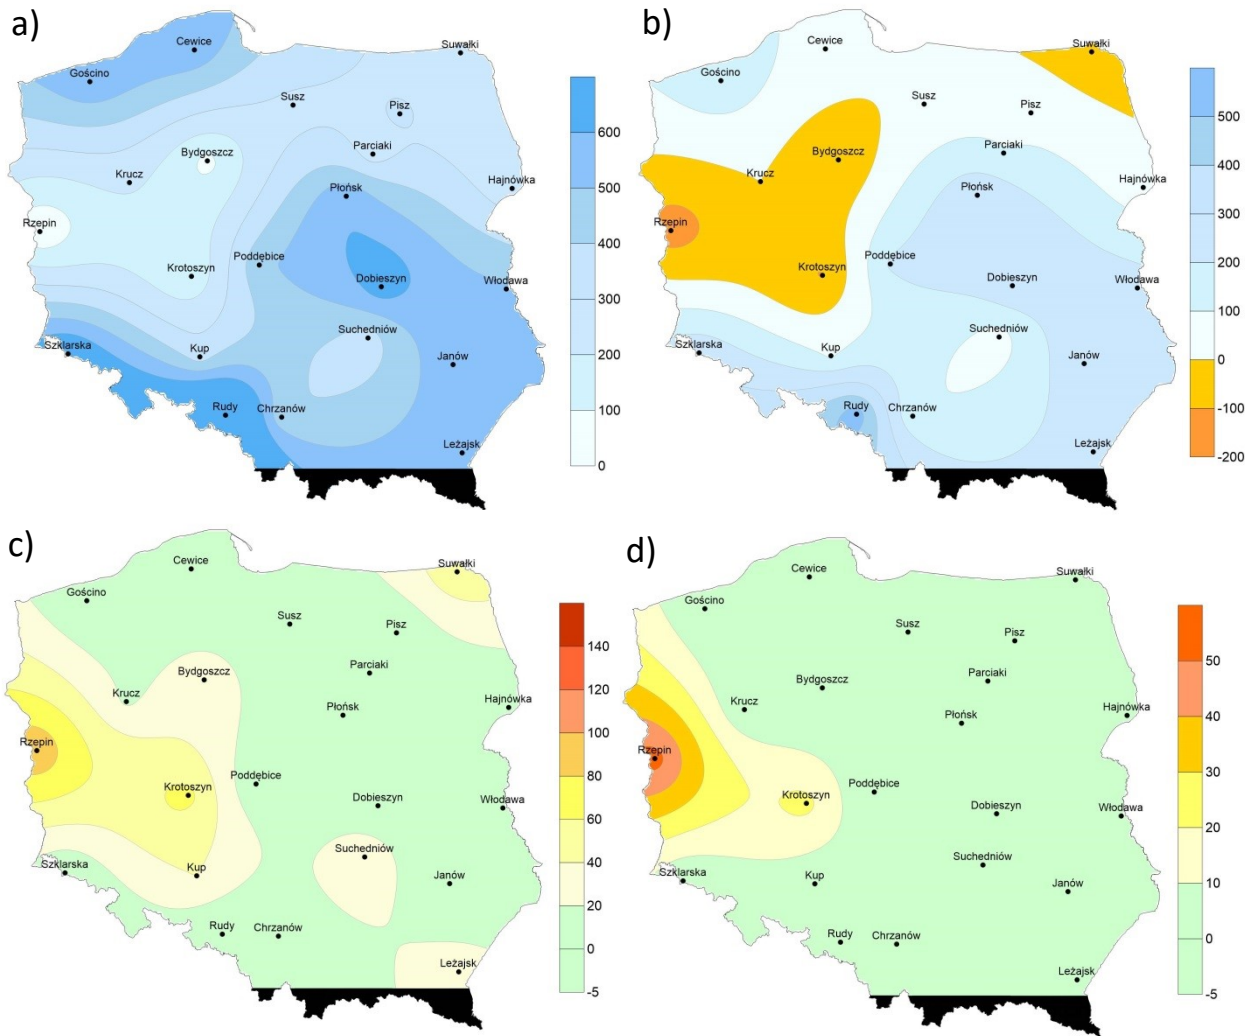 a)
Cewice
Suwałki
Gościno
Susz
Pisz
Bydgoszcz
Parciaki
Krucz
Hajnówka
Płońsk
Rzepin
Poddębice
Krotoszyn
Dobieszyn
Włodawa
Suchedniów
Szklarska
Kup
Janów
Rudy
Chrzanów
Leżajsk
600
500
400
300
200
100
0
b)
Suwałki
Cewice
Gościno
Susz
Pisz
Bydgoszcz
Parciaki
Krucz
Hajnówka
Płońsk
Rzepin
Poddębice
Krotoszyn
Dobieszyn
Włodawa
Suchedniów
Szklarska
Kup
Janów
Rudy
Chrzanów
Leżajsk
500
400
300
200
100
0
-100
-200
c)
Cewice
Suwałki
Gościno
Susz
Pisz
Bydgoszcz
Parciaki
Krucz
Hajnówka
Płońsk
Rzepin
Poddębice
Krotoszyn
Dobieszyn
Włodawa
Suchedniów
Szklarska
Kup
Janów
Rudy
Chrzanów
Leżajsk
140
120
100
80
60
40
20
0
-5
d)
Cewice
Suwałki
Gościno
Susz
Pisz
Bydgoszcz
Parciaki
Krucz
Hajnówka
Płońsk
Rzepin
Poddębice
Krotoszyn
Dobieszyn
Włodawa
Suchedniów
Szklarska
Kup
Janów
Rudy
Chrzanów
Leżajsk
50
40
30
20
10
0
-5